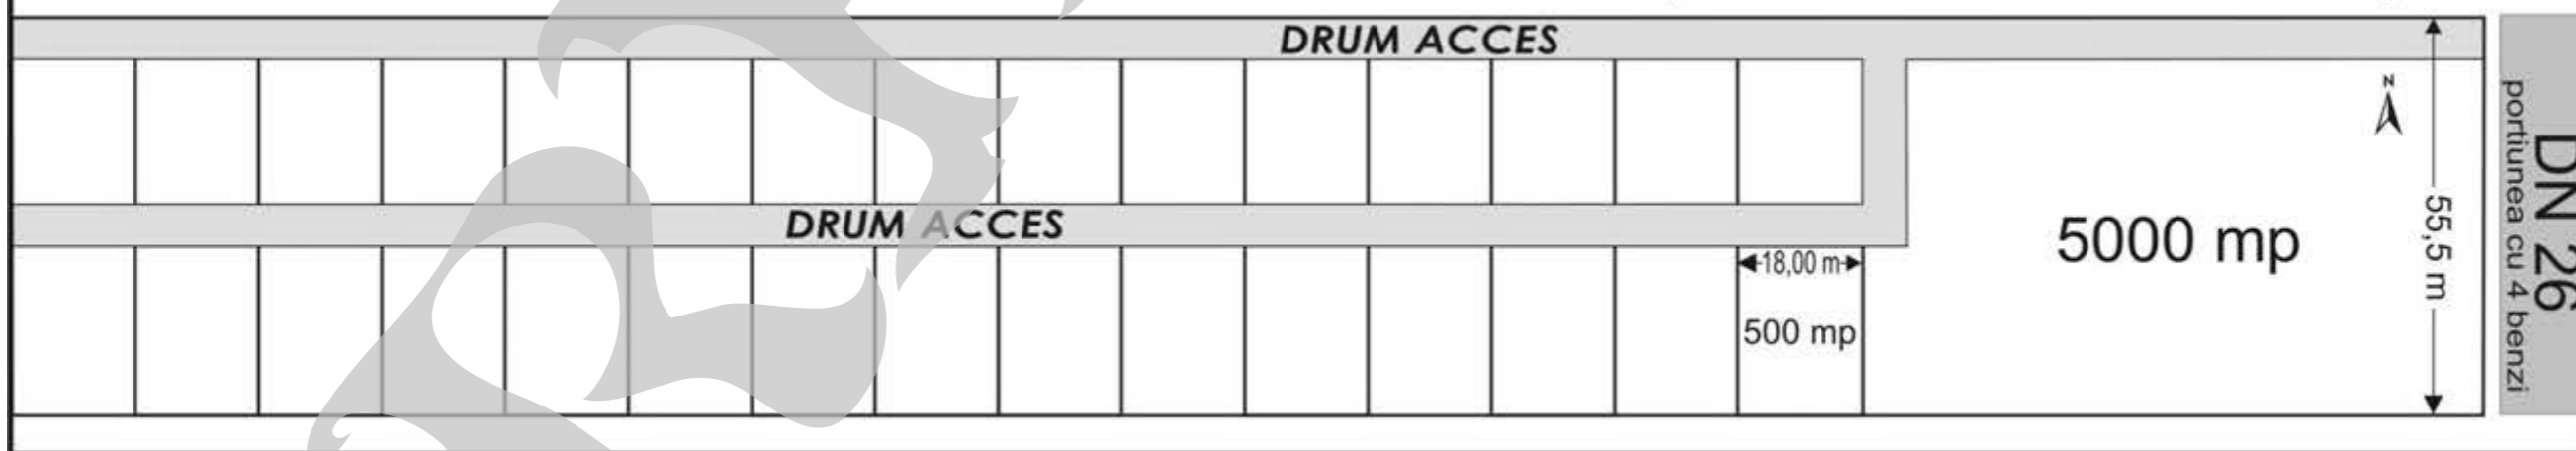 DRUM ACCES
N
DRUM ACCES
18,00 m
500 mp
5000 mp
55,5 m
portiunea cu 4 benzi
DN 26